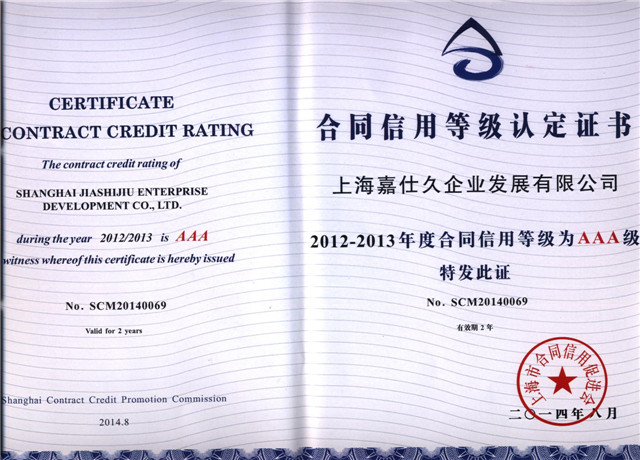 CERTIFICATE
CONTRACT CREDIT RATING
The contract credit rating of
SHANGHAI JIASHIJIU ENTERPRISE
DEVELOPMENT CO., LTD.
during the year 2012/2013 is AAA
witness whereof this certificate is hereby issued
No. SCM20140069
Valid for 2 years
Shanghai Contract Credit Promotion Commission
2014.8
合同信用等级认定证书
上海嘉仕久企业发展有限公司
2012-2013年度合同信用等级为AAA级
特发此证
No. SCM20140069
有效期2年
上海市合同信用促进会
二〇一四年八月